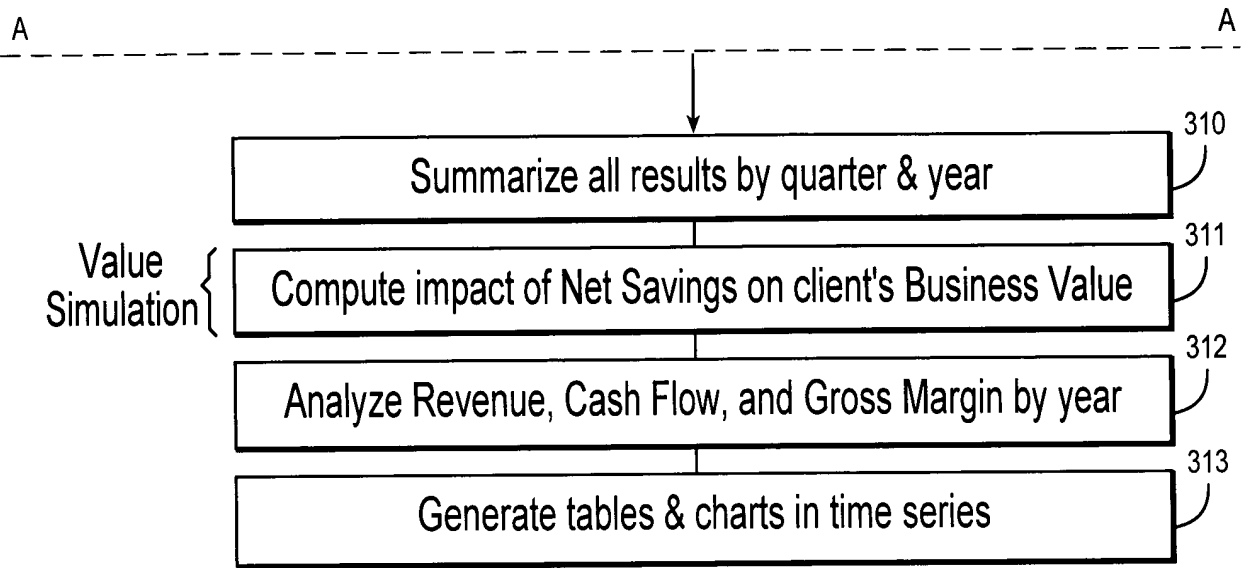 A A
310
Summarize all results by quarter & year
311
Value
Simulation
Compute impact of Net Savings on client's Business Value
312
Analyze Revenue, Cash Flow, and Gross Margin by year
313
Generate tables & charts in time series